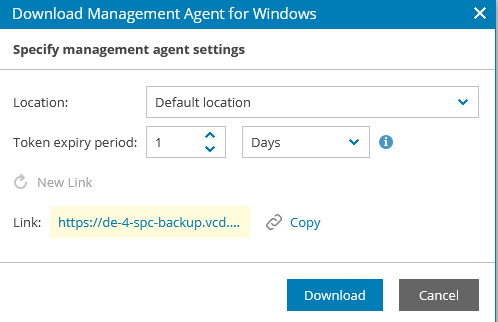 Download Management Agent for Windows
Specify management agent settings
Location: Default location
Token expiry period: 1 Days
New Link
Link: https://de-4-spc-backup.vcd.... Copy
Download Cancel